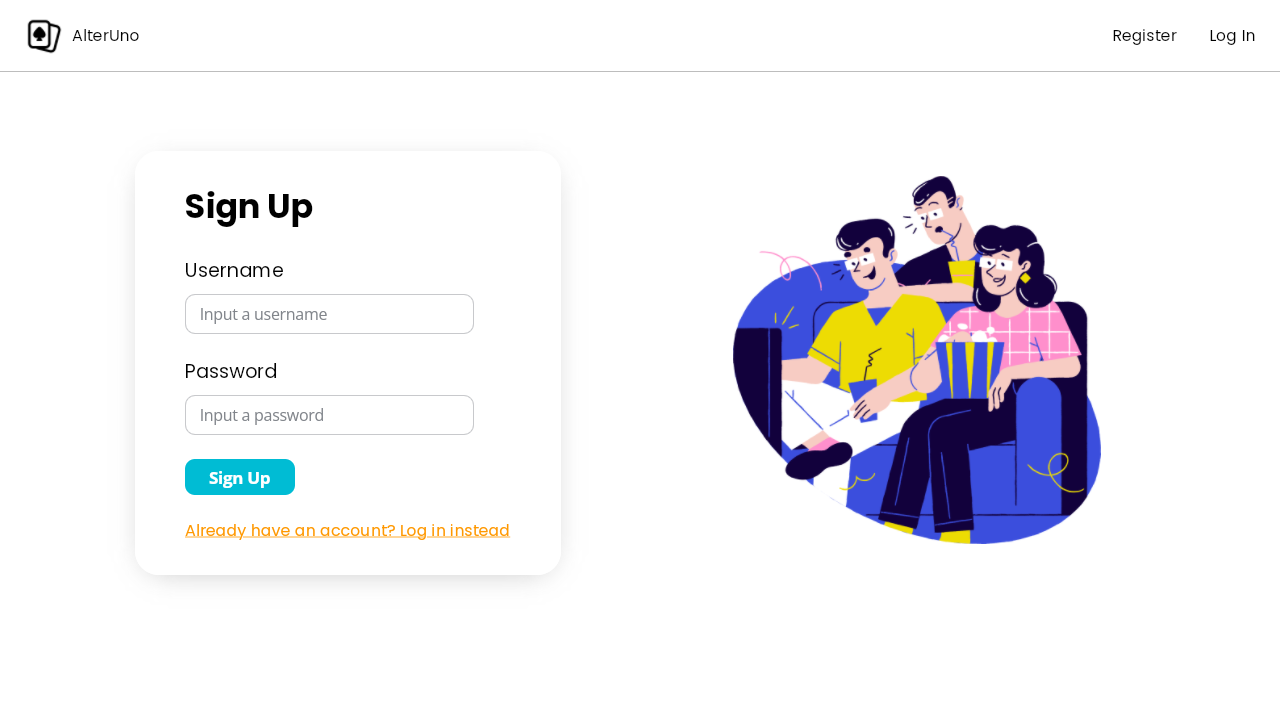 AlterUno
Register
Log In
Sign Up
Username
Input a username
Password
Input a password
Sign Up
Already have an account? Log in instead